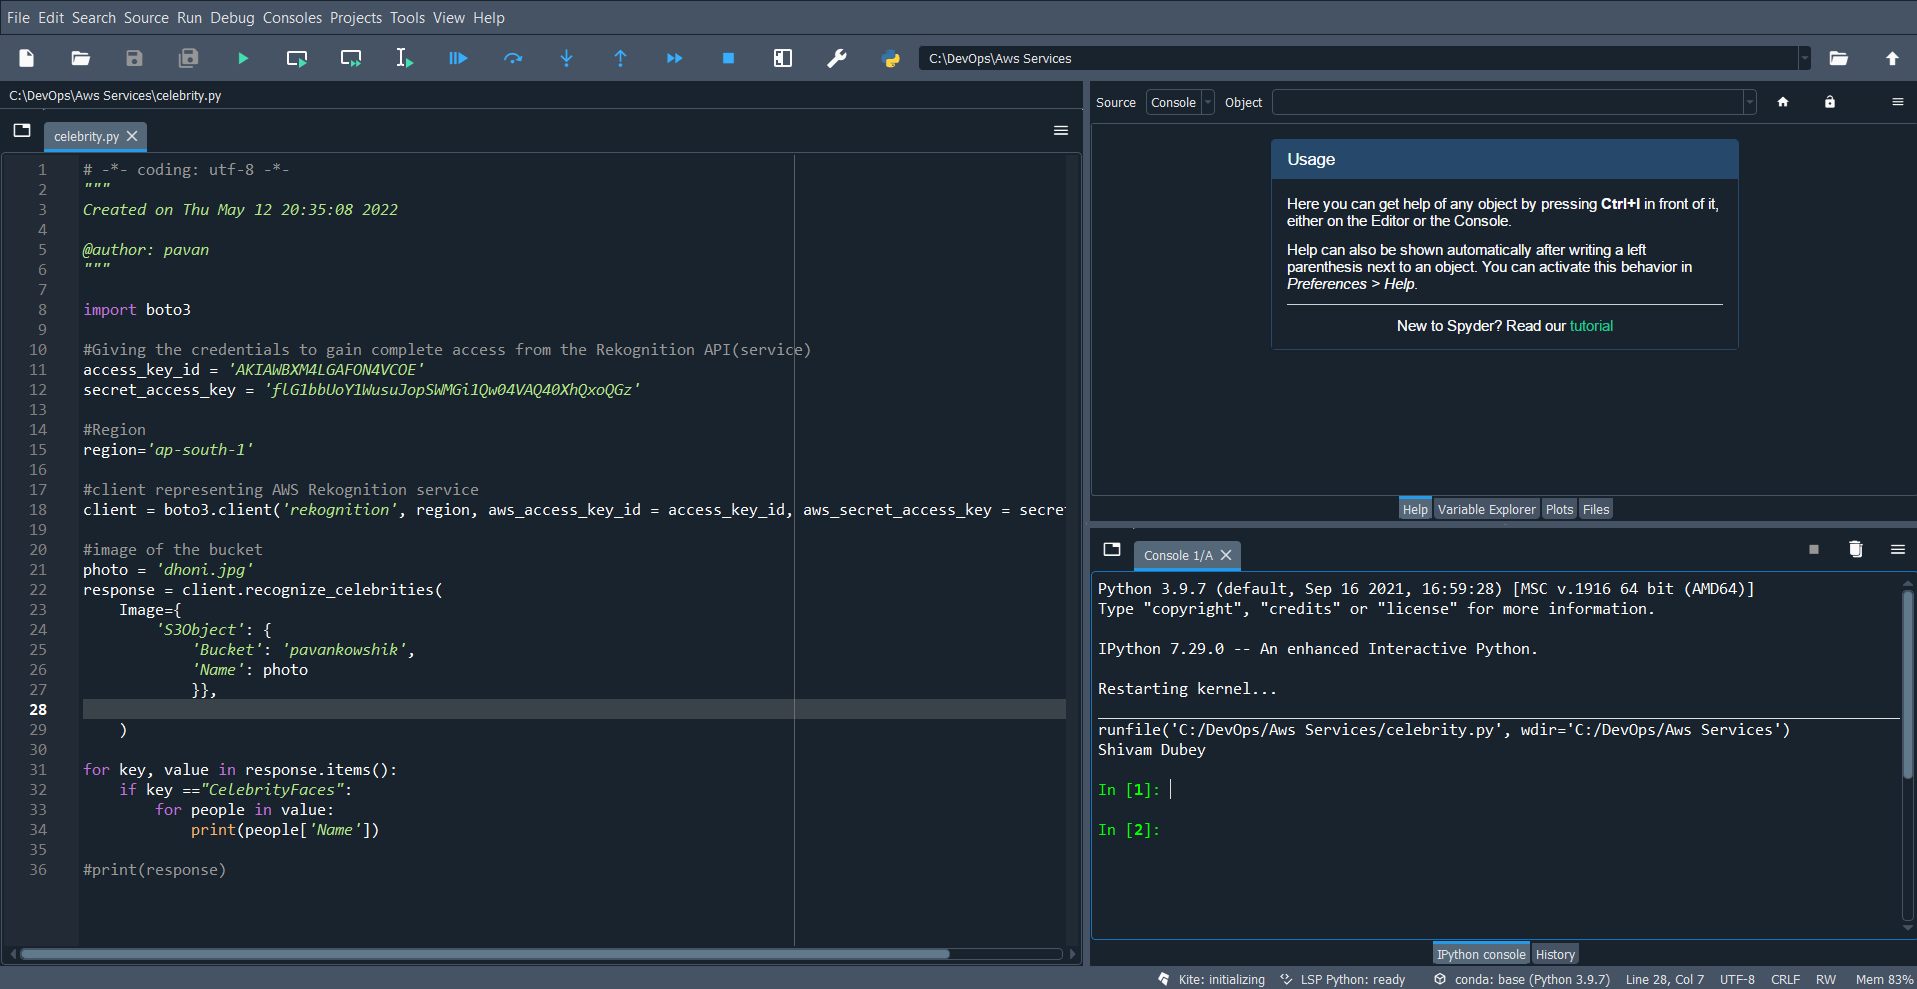 File Edit Search Source Run Debug Consoles Projects Tools View Help
C:\DevOps\Aws Services
C:\DevOps\Aws Services\celebrity.py
celebrity.py
1 # -*- coding: utf-8 -*-
2 """
3 Created on Thu May 12 20:35:08 2022
4
5 @author: pavan
6 """
7
8 import boto3
9
10 #Giving the credentials to gain complete access from the Rekognition API(service)
11 access_key_id = 'AKIAWBXM4LGAFON4VCOE'
12 secret_access_key = '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'
13
14 #Region
15 region='ap-south-1'
16
17 #client representing AWS Rekognition service
18 client = boto3.client('rekognition', region, aws_access_key_id = access_key_id, aws_secret_access_key = secre
19
20 #image of the bucket
21 photo = 'dhoni.jpg'
22 response = client.recognize_celebrities(
23 Image={
24 'S3Object': {
25 'Bucket': 'pavankowshik',
26 'Name': photo
27 }},
28
29 )
30
31 for key, value in response.items():
32 if key =="CelebrityFaces":
33 for people in value:
34 print(people['Name'])
35
36 #print(response)
Source Console Object
Usage
Here you can get help of any object by pressing Ctrl+I in front of it,
either on the Editor or the Console.
Help can also be shown automatically after writing a left
parenthesis next to an object. You can activate this behavior in
Preferences > Help.
New to Spyder? Read our tutorial
Help Variable Explorer Plots Files
Console 1/A
Python 3.9.7 (default, Sep 16 2021, 16:59:28) [MSC v.1916 64 bit (AMD64)]
Type "copyright", "credits" or "license" for more information.
IPython 7.29.0 -- An enhanced Interactive Python.
Restarting kernel...
runfile('C:/DevOps/Aws Services/celebrity.py', wdir='C:/DevOps/Aws Services')
Shivam Dubey
In [1]:
In [2]:
IPython console History
Kite: initializing LSP Python: ready conda: base (Python 3.9.7) Line 28, Col 7 UTF-8 CRLF RW Mem 83%